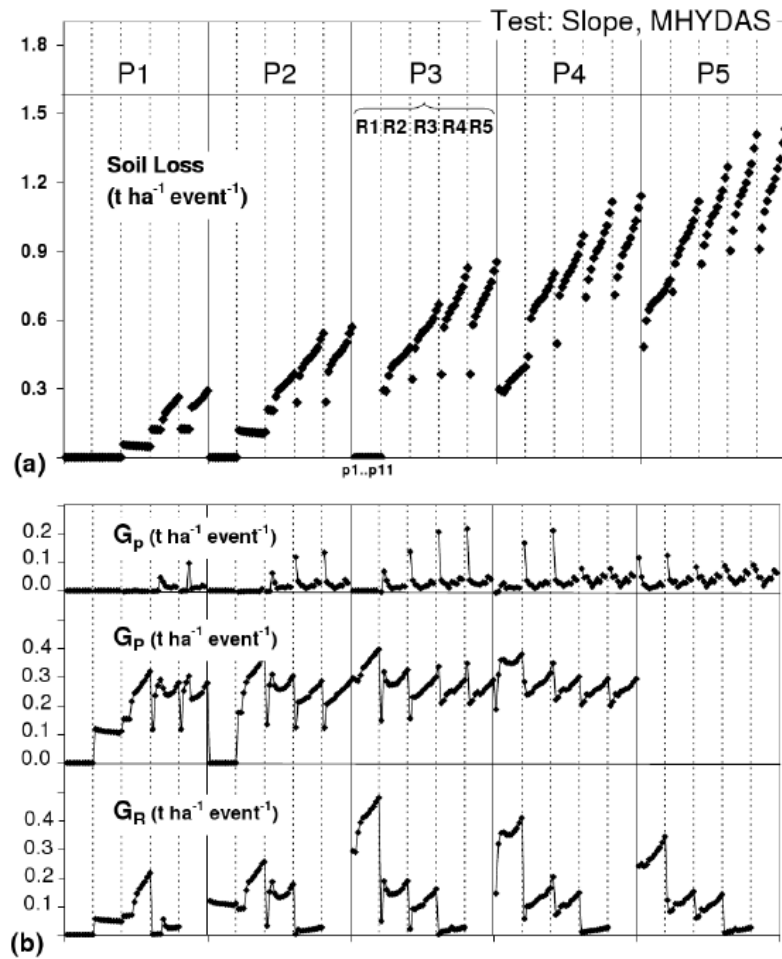 Test: Slope, MHYDAS
1.8
P1 P2 P3 P4 P5
1.5
R1 R2 R3 R4 R5
Soil Loss
(t ha⁻¹ event⁻¹)
1.2
0.9
0.6
0.3
(a)
p1..p11
0.2
Gₚ (t ha⁻¹ event⁻¹)
0.1
0.0
0.4
G_P (t ha⁻¹ event⁻¹)
0.3
0.2
0.1
0.0
0.4
G_R (t ha⁻¹ event⁻¹)
0.3
0.2
0.1
(b)